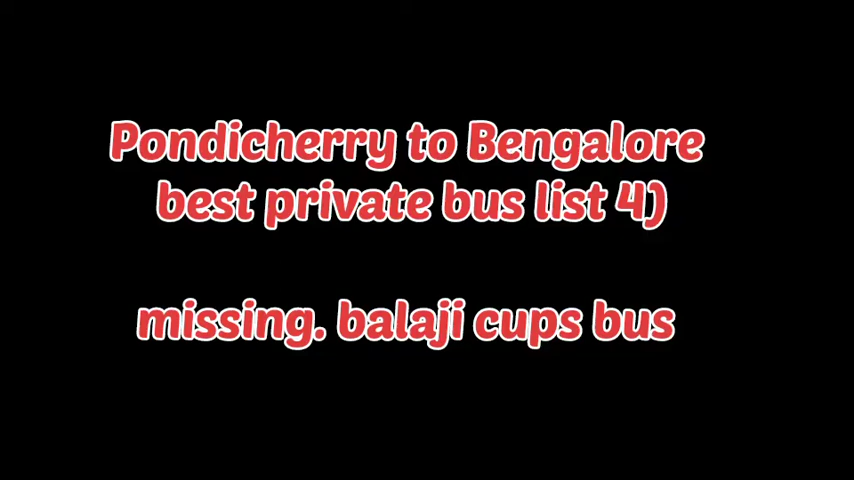 Pondicherry to Bengalore
best private bus list 4)
missing. balaji cups bus